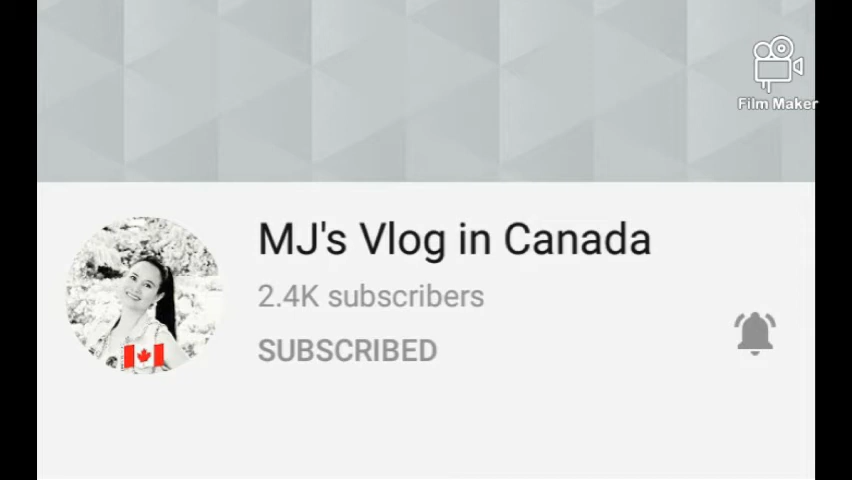 Film Maker
MJ's Vlog in Canada
2.4K subscribers
SUBSCRIBED